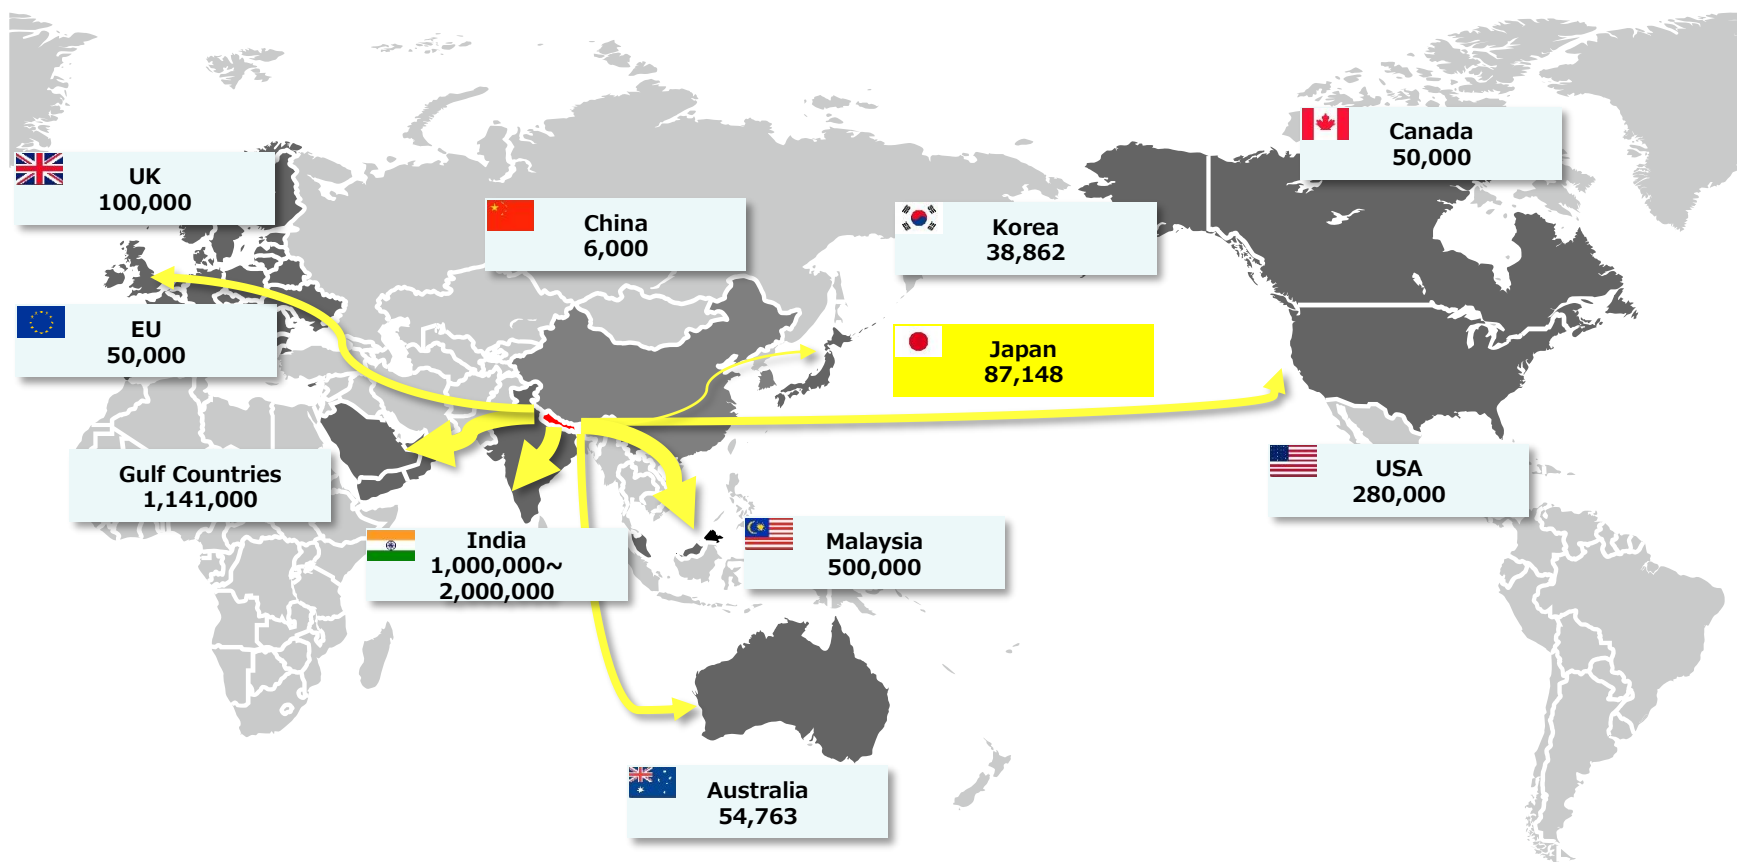 Canada
50,000
UK
100,000
China
6,000
Korea
38,862
EU
50,000
Japan
87,148
Gulf Countries
1,141,000
USA
280,000
India
1,000,000~
2,000,000
Malaysia
500,000
Australia
54,763